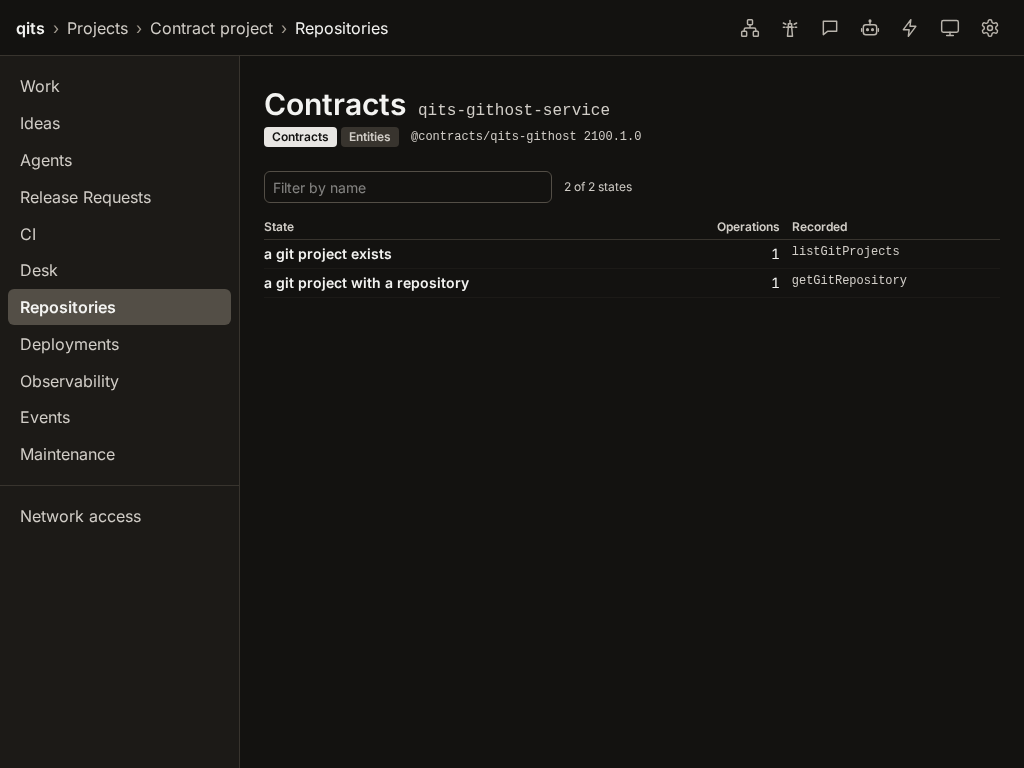 qits › Projects › Contract project › Repositories
Work
Ideas
Agents
Release Requests
CI
Desk
Repositories
Deployments
Observability
Events
Maintenance
Network access
Contracts qits-githost-service
Contracts Entities @contracts/qits-githost 2100.1.0
Filter by name 2 of 2 states
State Operations Recorded
a git project exists 1 listGitProjects
a git project with a repository 1 getGitRepository